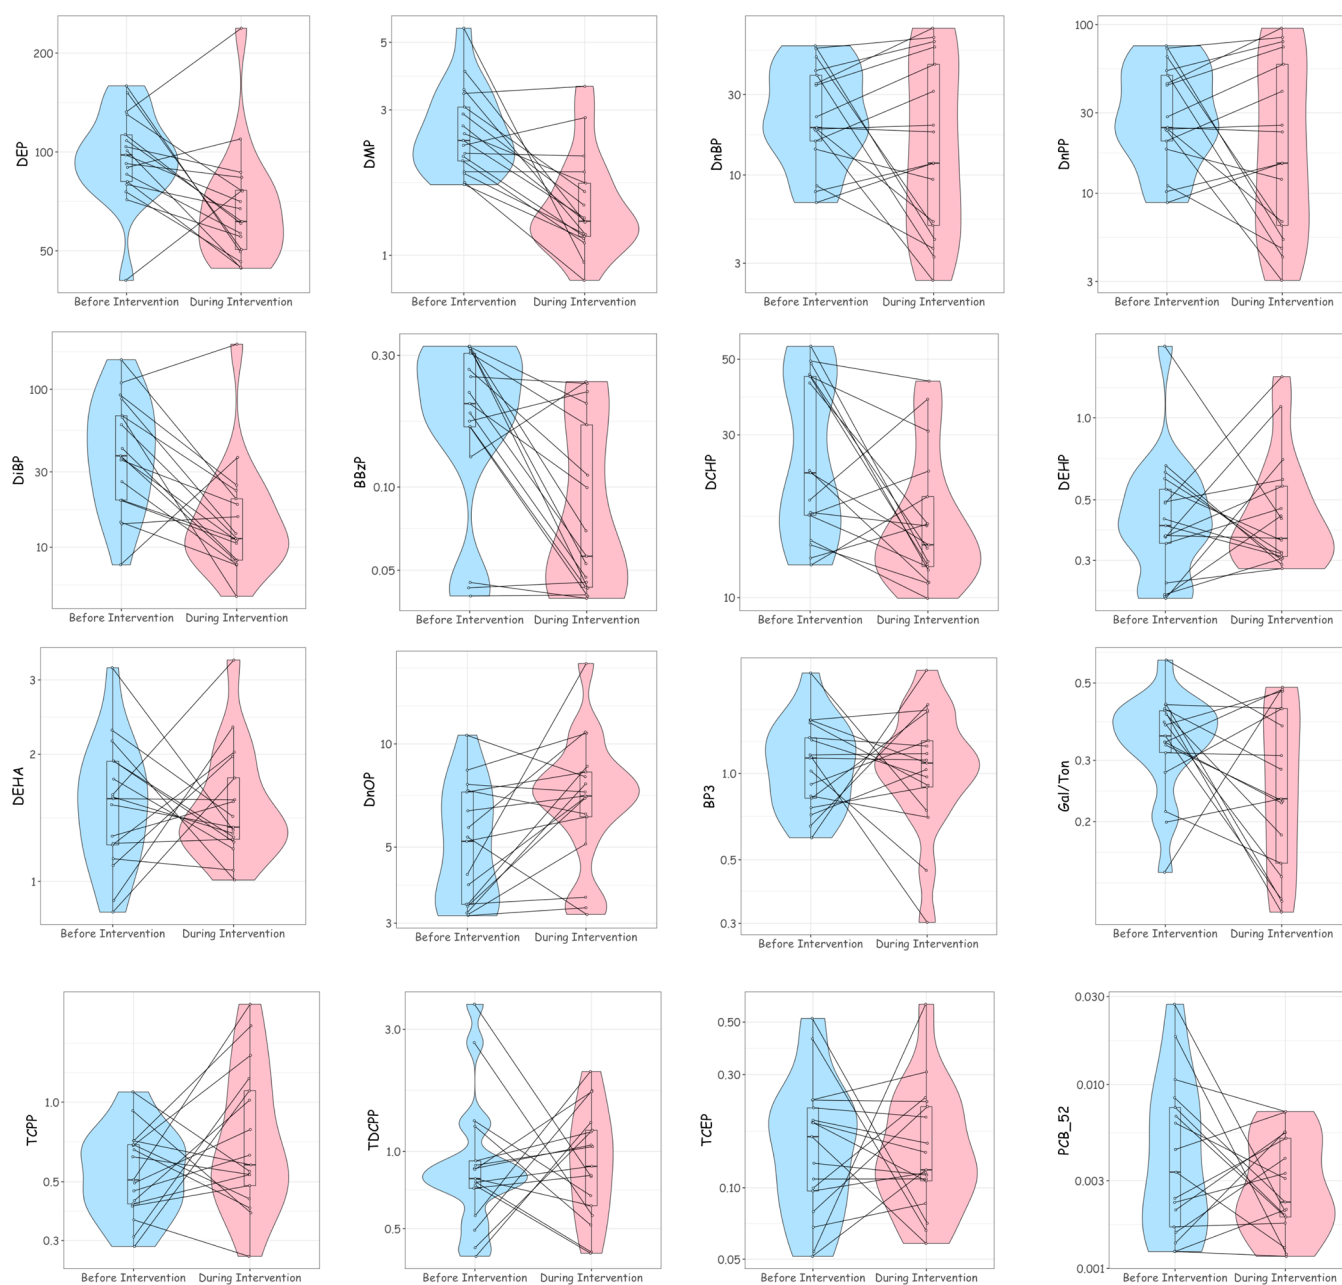 DEP
200
100
50
Before Intervention
During Intervention
DMP
5
3
1
Before Intervention
During Intervention
DnBP
30
10
3
Before Intervention
During Intervention
DnPP
100
30
10
3
Before Intervention
During Intervention
DiBP
100
30
10
Before Intervention
During Intervention
BBzP
0.30
0.10
0.05
Before Intervention
During Intervention
DCHP
50
30
10
Before Intervention
During Intervention
DEHP
1.0
0.5
0.3
Before Intervention
During Intervention
DEHA
3
2
1
Before Intervention
During Intervention
DnOP
10
5
3
Before Intervention
During Intervention
BP3
1.0
0.5
0.3
Before Intervention
During Intervention
Gal/Ton
0.5
0.3
0.2
Before Intervention
During Intervention
TCPP
1.0
0.5
0.3
Before Intervention
During Intervention
TDCPP
3.0
1.0
0.5
Before Intervention
During Intervention
TCEP
0.50
0.30
0.10
0.05
Before Intervention
During Intervention
PCB_52
0.030
0.010
0.003
0.001
Before Intervention
During Intervention